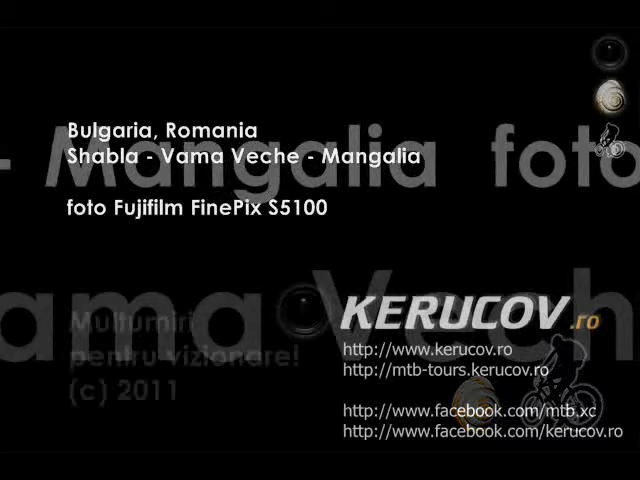 Bulgaria, Romania
Shabla - Vama Veche - Mangalia
- Mangalia foto
foto Fujifilm FinePix S5100
ama Vech
Multumiri
pentru vizionare!
(c) 2011
KERUCOV.ro
http://www.kerucov.ro
http://mtb-tours.kerucov.ro
http://www.facebook.com/mtb.xc
http://www.facebook.com/kerucov.ro